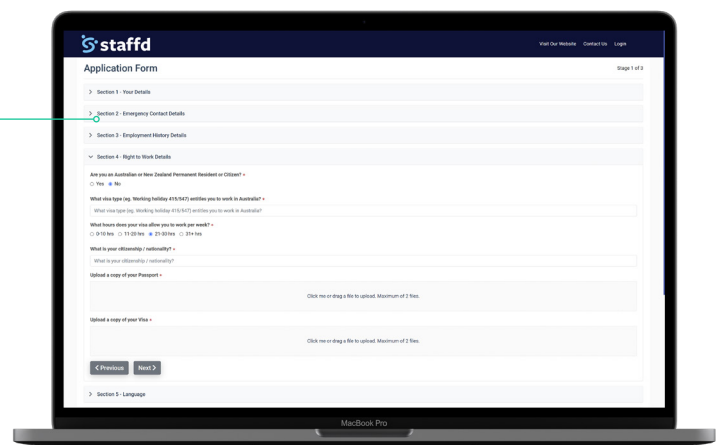 staffd
Visit Our Website Contact Us Login
Application Form
Stage 1 of 3
Section 1 - Your Details
Section 2 - Emergency Contact Details
Section 3 - Employment History Details
Section 4 - Right to Work Details
Are you an Australian or New Zealand Permanent Resident or Citizen? *
Yes No
What visa type (eg. Working holiday 415/547) entitles you to work in Australia? *
What visa type (eg. Working holiday 415/547) entitles you to work in Australia?
What hours does your visa allow you to work per week? *
0-10 hrs 11-20 hrs 21-30 hrs 31+ hrs
What is your citizenship / nationality? *
What is your citizenship / nationality?
Upload a copy of your Passport *
Click me or drag a file to upload. Maximum of 2 files.
Upload a copy of your Visa *
Click me or drag a file to upload. Maximum of 2 files.
< Previous Next >
Section 5 - Language
MacBook Pro